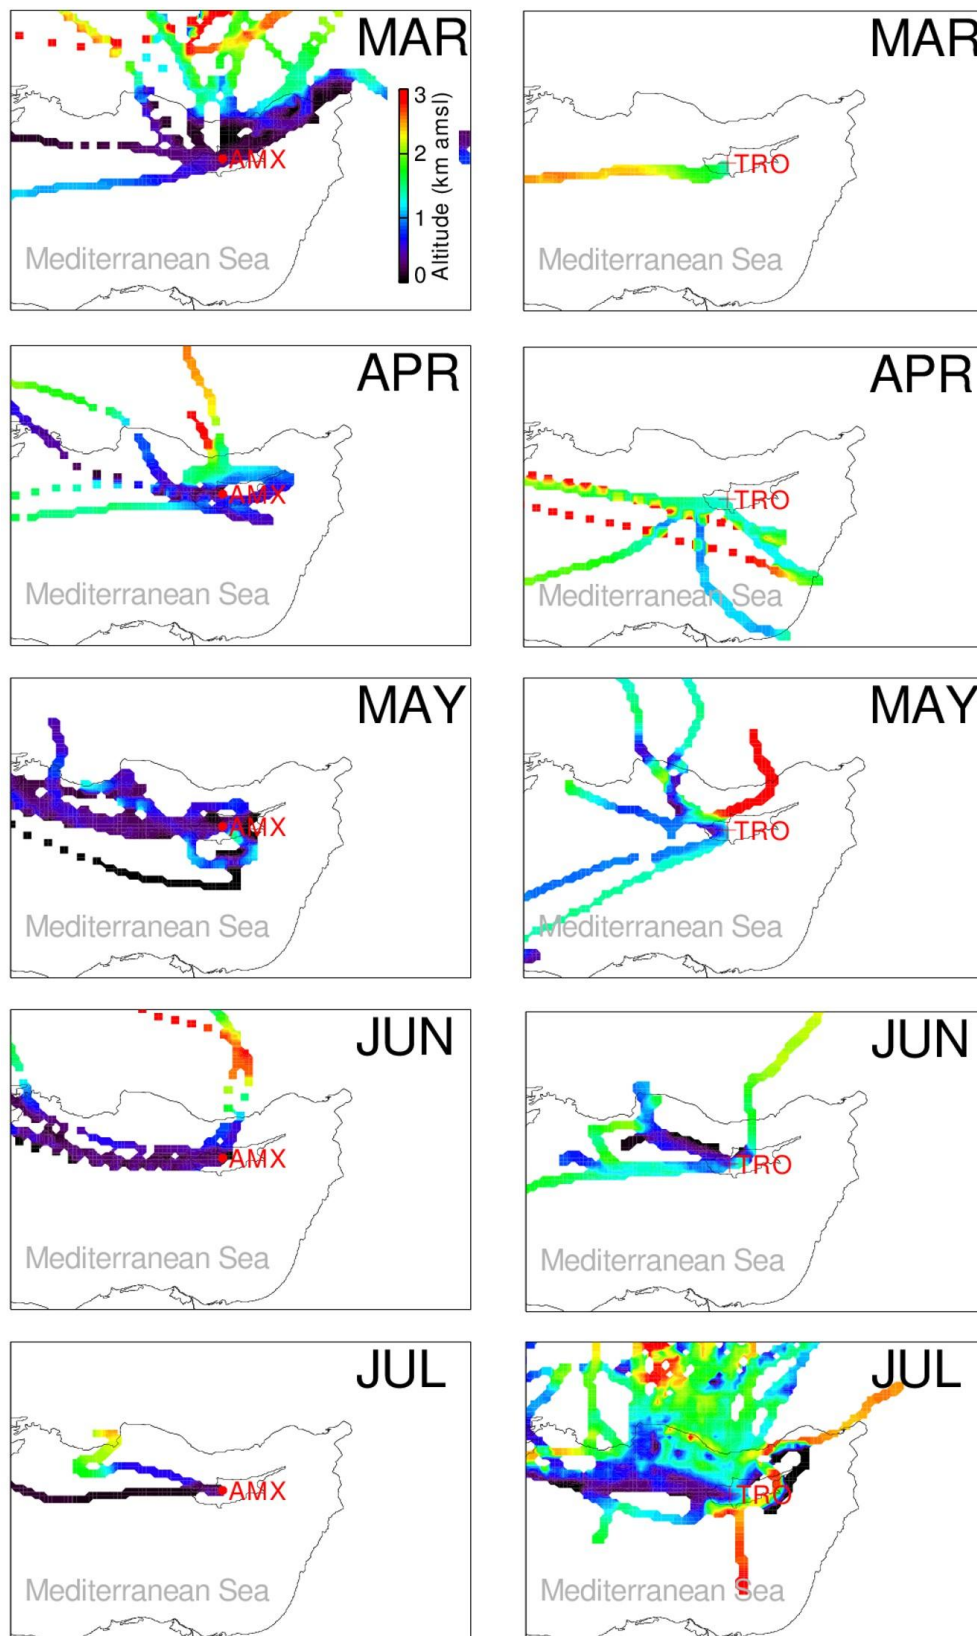 MAR
3
2
1
0
Altitude (km amsl)
AMX
Mediterranean Sea
MAR
TRO
Mediterranean Sea
APR
AMX
Mediterranean Sea
APR
TRO
Mediterranean Sea
MAY
AMX
Mediterranean Sea
MAY
TRO
Mediterranean Sea
JUN
AMX
Mediterranean Sea
JUN
TRO
Mediterranean Sea
JUL
AMX
Mediterranean Sea
JUL
TRO
Mediterranean Sea